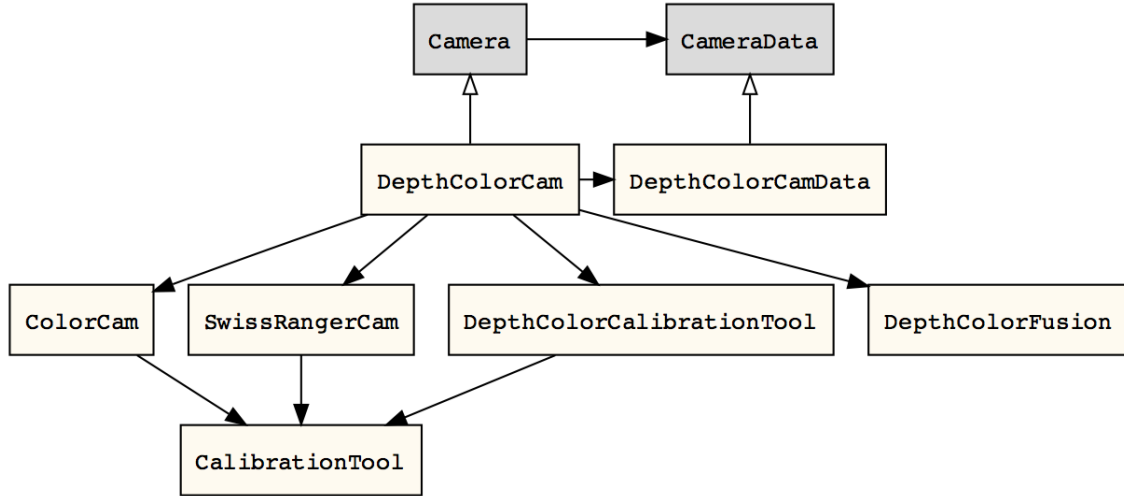 Camera
CameraData
DepthColorCam
DepthColorCamData
ColorCam
SwissRangerCam
DepthColorCalibrationTool
DepthColorFusion
CalibrationTool